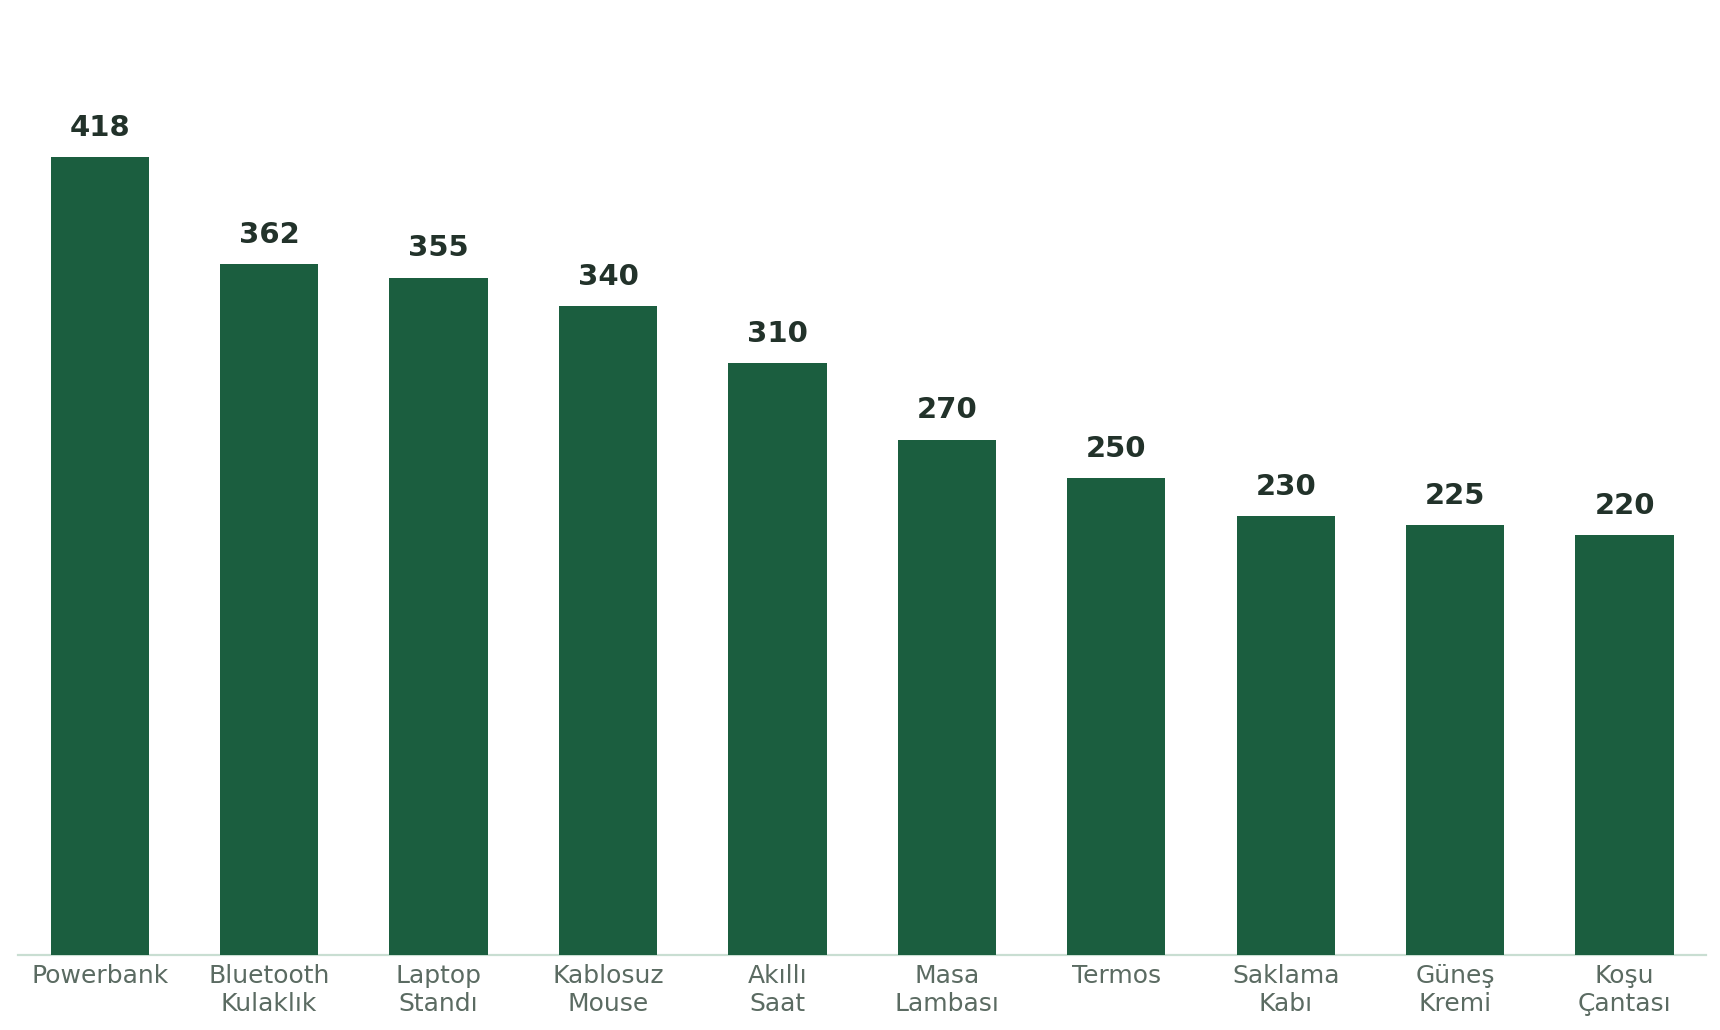 418
362
355
340
310
270
250
230
225
220
Powerbank
Bluetooth
Kulaklık
Laptop
Standı
Kablosuz
Mouse
Akıllı
Saat
Masa
Lambası
Termos
Saklama
Kabı
Güneş
Kremi
Koşu
Çantası